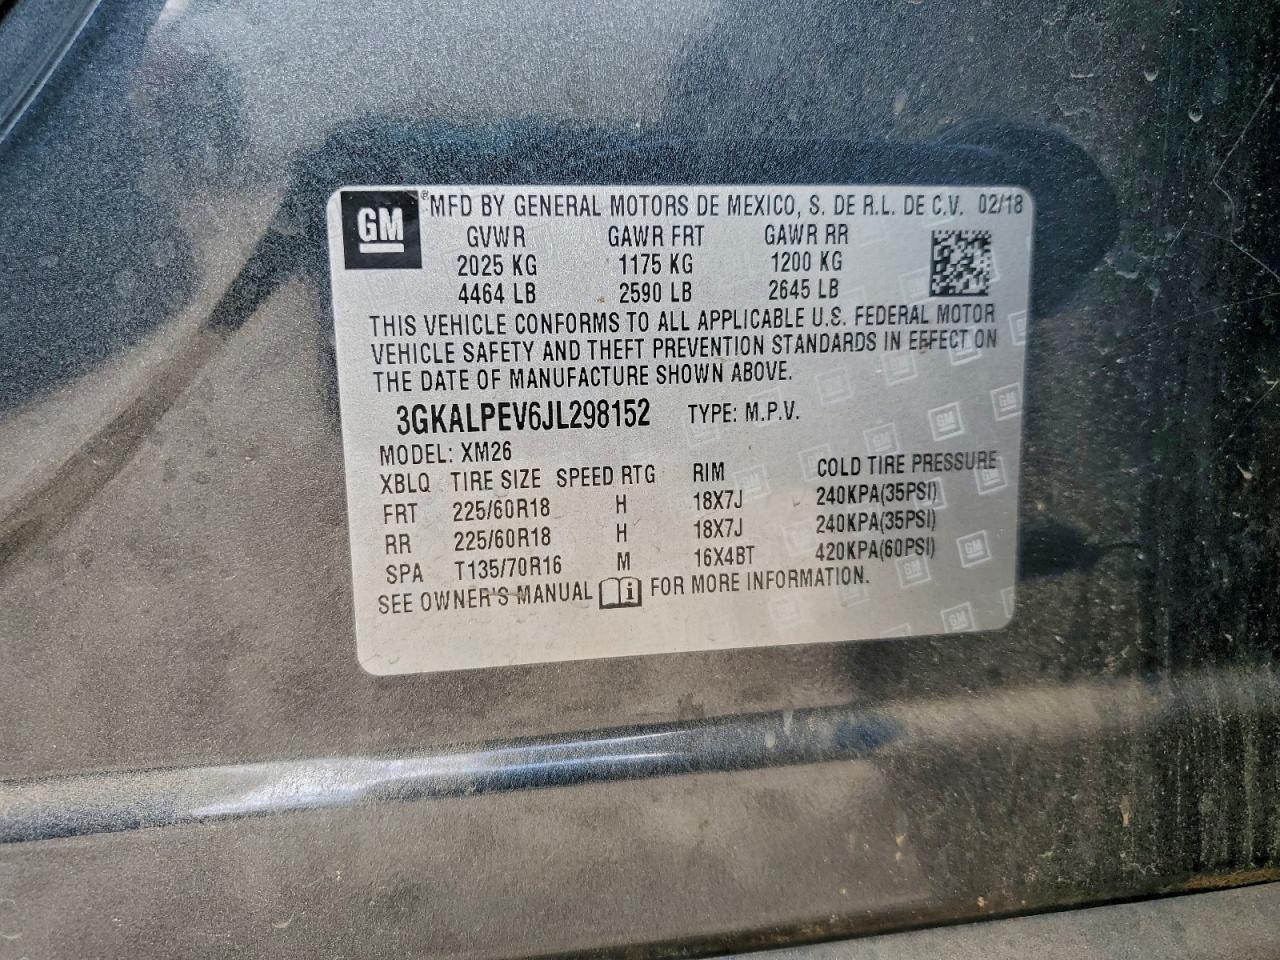 GM ® MFD BY GENERAL MOTORS DE MEXICO, S. DE R.L. DE C.V. 02/18
GVWR GAWR FRT GAWR RR
2025 KG 1175 KG 1200 KG
4464 LB 2590 LB 2645 LB
THIS VEHICLE CONFORMS TO ALL APPLICABLE U.S. FEDERAL MOTOR
VEHICLE SAFETY AND THEFT PREVENTION STANDARDS IN EFFECT ON
THE DATE OF MANUFACTURE SHOWN ABOVE.
3GKALPEV6JL298152 TYPE: M.P.V.
MODEL: XM26
XBLQ TIRE SIZE SPEED RTG RIM COLD TIRE PRESSURE
FRT 225/60R18 H 18X7J 240KPA(35PSI)
RR 225/60R18 H 18X7J 240KPA(35PSI)
SPA T135/70R16 M 16X4BT 420KPA(60PSI)
SEE OWNER'S MANUAL FOR MORE INFORMATION.